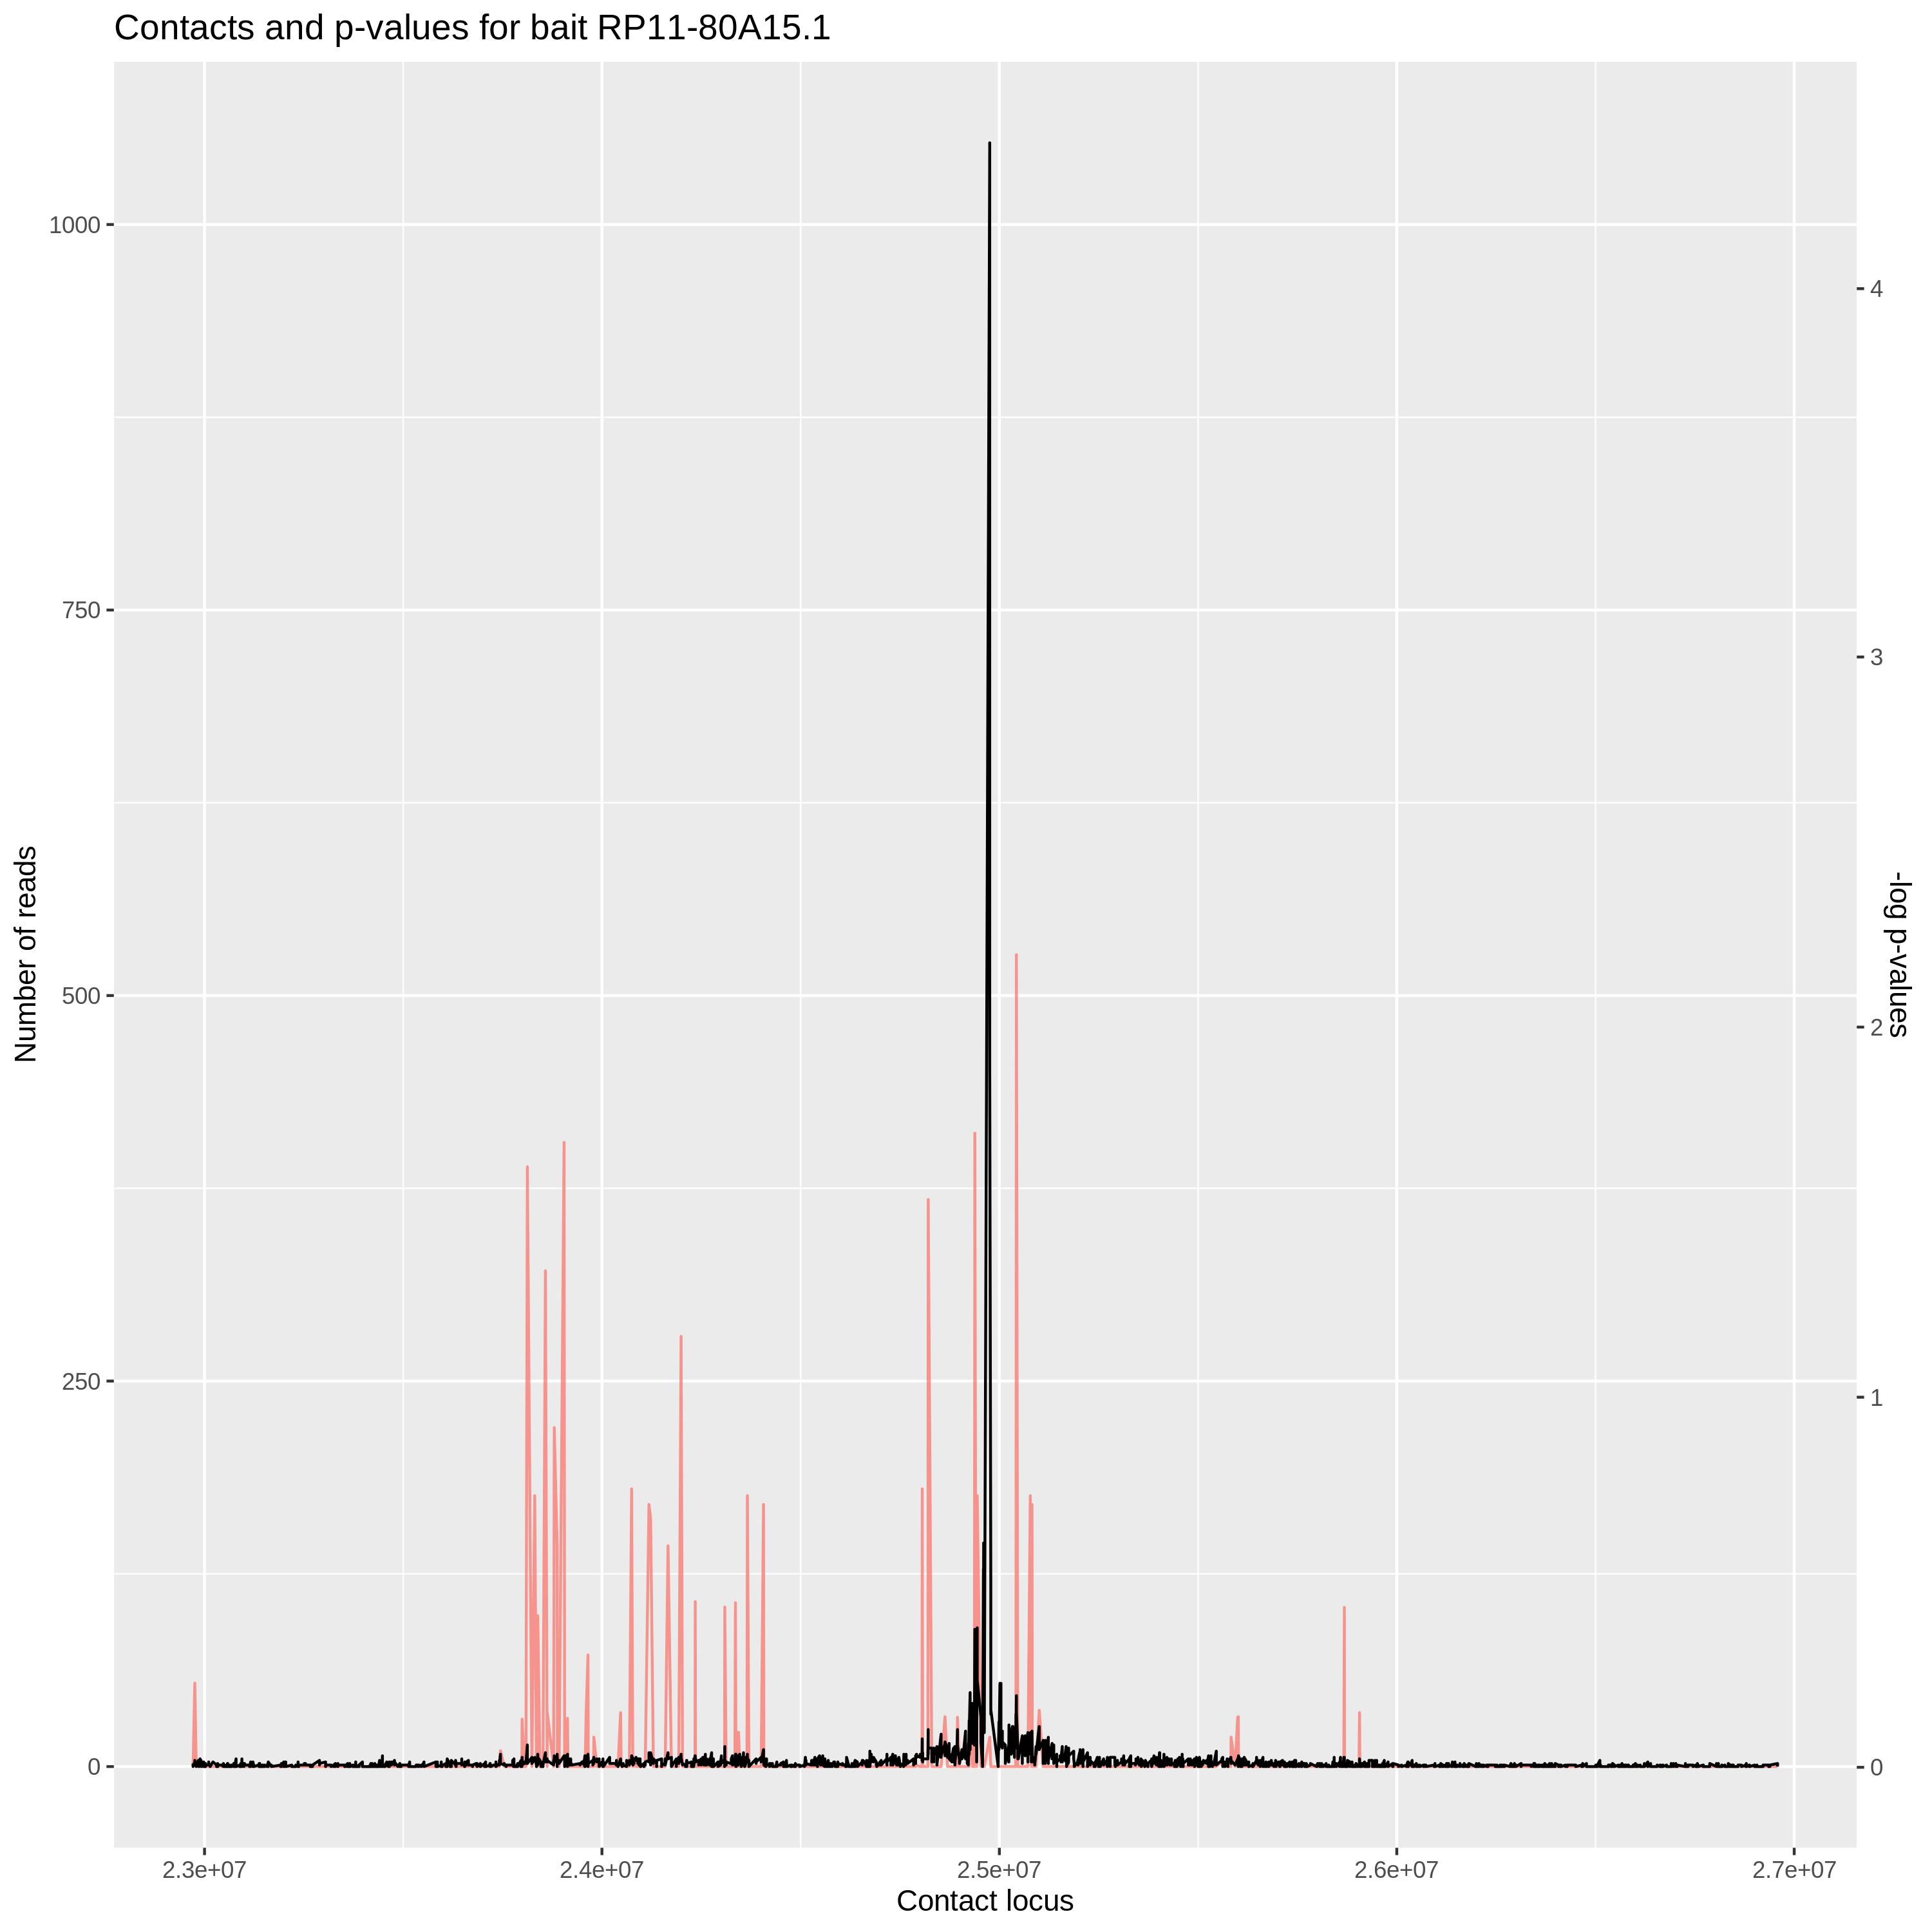 Contacts and p-values for bait RP11-80A15.1
1000
750
500
250
0
Number of reads
4
3
2
1
0
-log p-values
2.3e+07
2.4e+07
2.5e+07
2.6e+07
2.7e+07
Contact locus